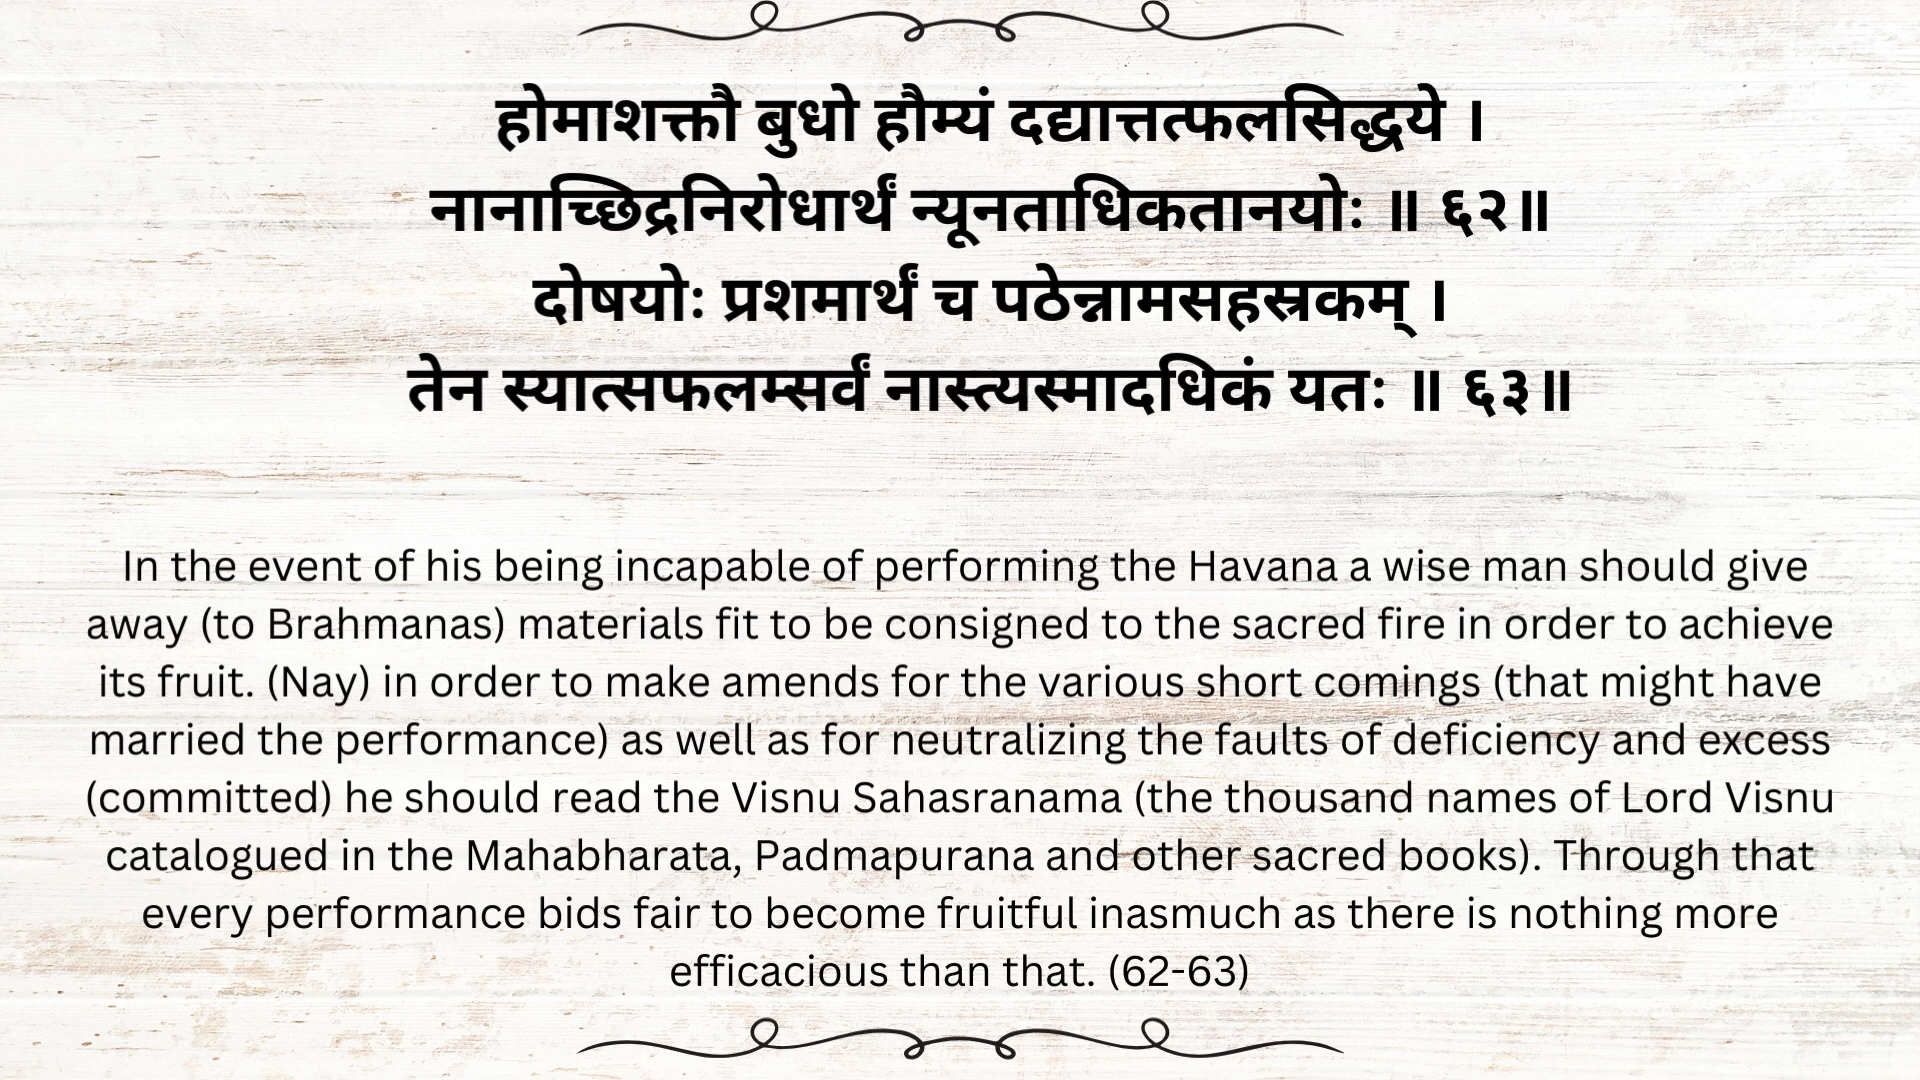 होमाशक्तौ बुधो हौम्यं दद्यात्तत्फलसिद्धये ।
नानाच्छिद्रनिरोधार्थं न्यूनताधिकतानयोः ॥ ६२॥
दोषयोः प्रशमार्थं च पठेन्नामसहस्रकम् ।
तेन स्यात्सफलम्सर्वं नास्त्यस्मादधिकं यतः ॥ ६३॥
In the event of his being incapable of performing the Havana a wise man should give
away (to Brahmanas) materials fit to be consigned to the sacred fire in order to achieve
its fruit. (Nay) in order to make amends for the various short comings (that might have
married the performance) as well as for neutralizing the faults of deficiency and excess
(committed) he should read the Visnu Sahasranama (the thousand names of Lord Visnu
catalogued in the Mahabharata, Padmapurana and other sacred books). Through that
every performance bids fair to become fruitful inasmuch as there is nothing more
efficacious than that. (62-63)